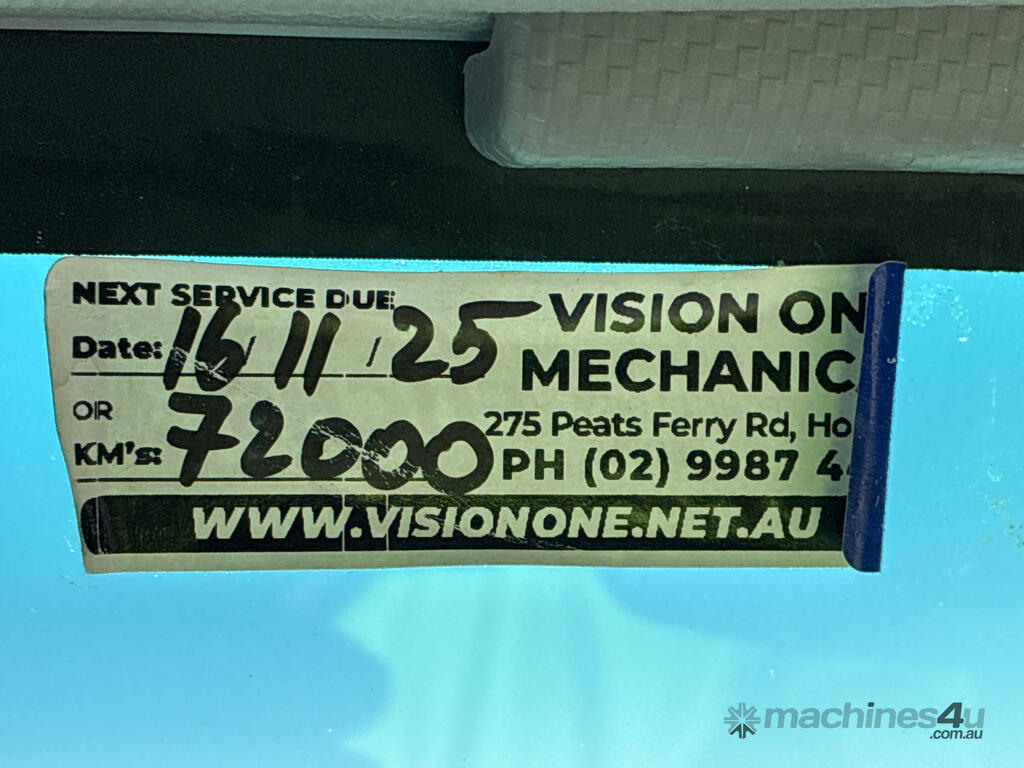 NEXT SERVICE DUE:
Date: 16 / 11 / 25
OR
KM's: 72000
VISION ON
MECHANIC
275 Peats Ferry Rd, Ho
PH (02) 9987 4
WWW.VISIONONE.NET.AU
machines4u
.com.au